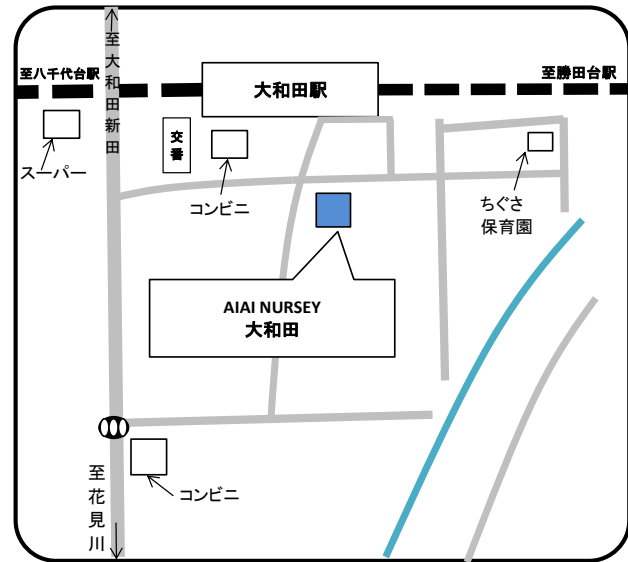 至大和田新田
至八千代台駅
大和田駅
至勝田台駅
スーパー
交番
コンビニ
ちぐさ
保育園
AIAI NURSEY
大和田
コンビニ
至花見川